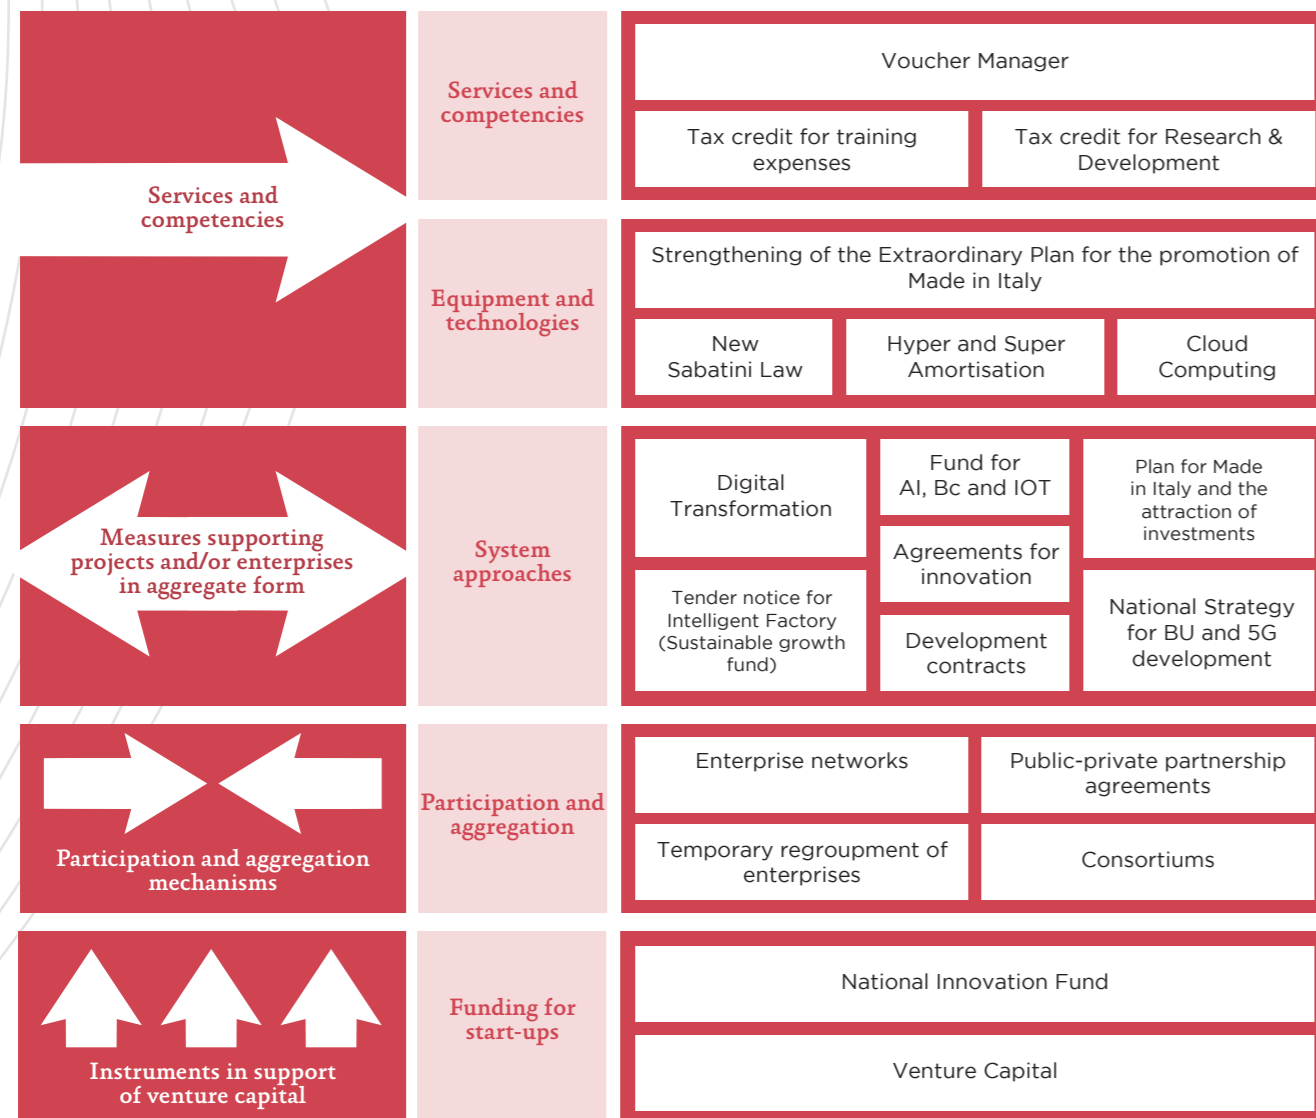 Services and
competencies
Services and
competencies
Voucher Manager
Tax credit for training
expenses
Tax credit for Research &
Development
Equipment and
technologies
Strengthening of the Extraordinary Plan for the promotion of
Made in Italy
New
Sabatini Law
Hyper and Super
Amortisation
Cloud
Computing
Measures supporting
projects and/or enterprises
in aggregate form
System
approaches
Digital
Transformation
Fund for
AI, Bc and IOT
Plan for Made
in Italy and the
attraction of
investments
Agreements for
innovation
Tender notice for
Intelligent Factory
(Sustainable growth
fund)
Development
contracts
National Strategy
for BU and 5G
development
Participation and aggregation
mechanisms
Participation and
aggregation
Enterprise networks
Public-private partnership
agreements
Temporary regroupment of
enterprises
Consortiums
Instruments in support
of venture capital
Funding for
start-ups
National Innovation Fund
Venture Capital